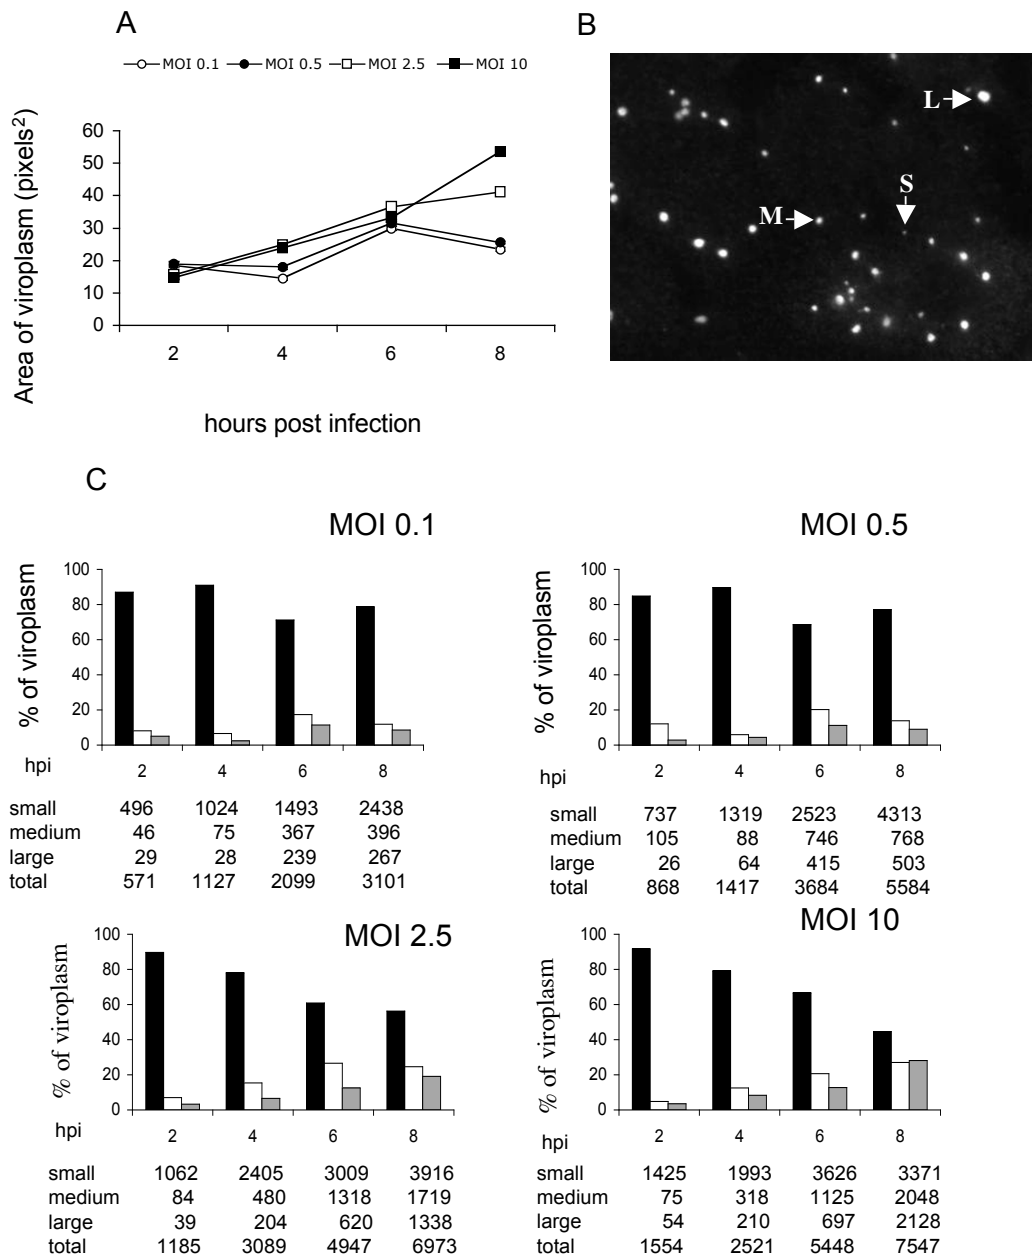 A
B
MOI 0.1 MOI 0.5 MOI 2.5 MOI 10
Area of viroplasm (pixels²)
60
50
40
30
20
10
0
2 4 6 8
hours post infection
L
S
M
C
MOI 0.1
% of viroplasm
100
80
60
40
20
0
hpi 2 4 6 8
small 496 1024 1493 2438
medium 46 75 367 396
large 29 28 239 267
total 571 1127 2099 3101
MOI 0.5
% of viroplasm
100
80
60
40
20
0
hpi 2 4 6 8
small 737 1319 2523 4313
medium 105 88 746 768
large 26 64 415 503
total 868 1417 3684 5584
MOI 2.5
% of viroplasm
100
80
60
40
20
0
hpi 2 4 6 8
small 1062 2405 3009 3916
medium 84 480 1318 1719
large 39 204 620 1338
total 1185 3089 4947 6973
MOI 10
% of viroplasm
100
80
60
40
20
0
hpi 2 4 6 8
small 1425 1993 3626 3371
medium 75 318 1125 2048
large 54 210 697 2128
total 1554 2521 5448 7547